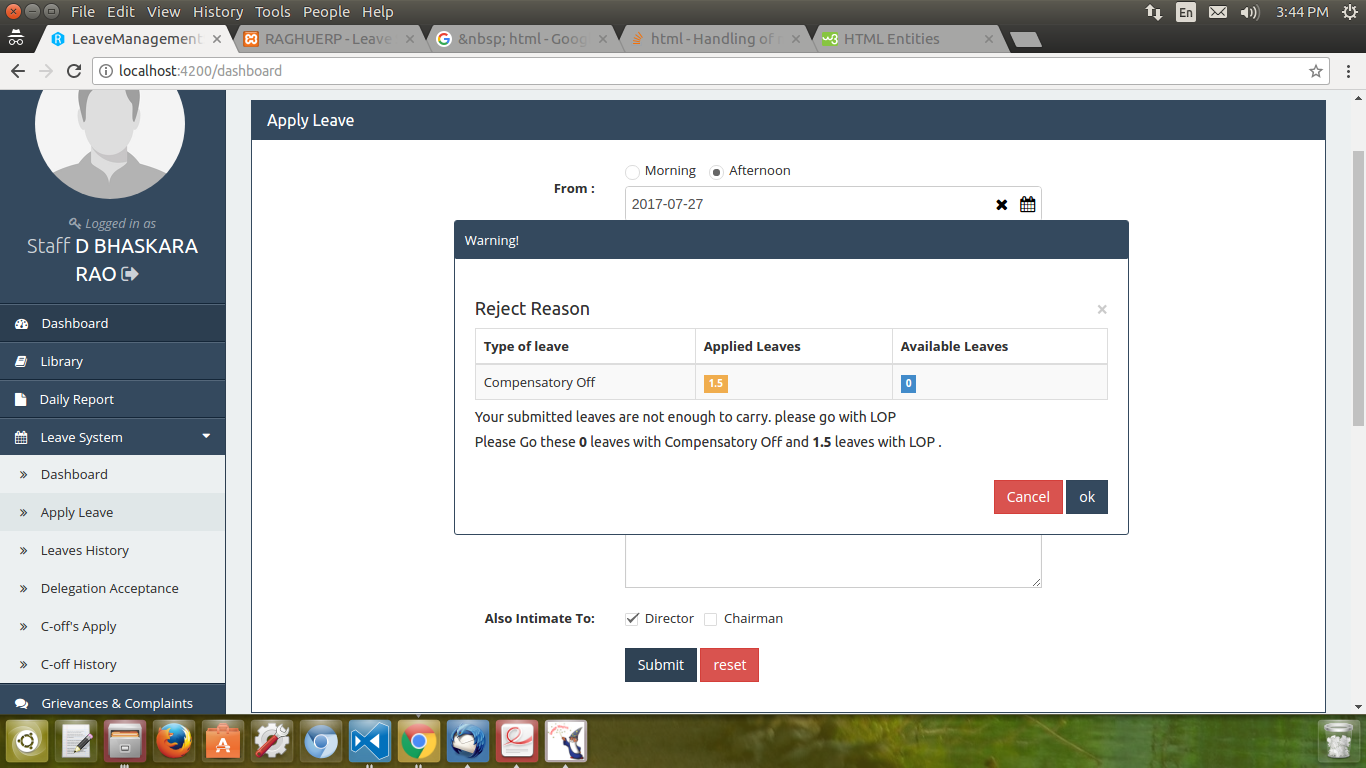 File Edit View History Tools People Help
En
3:44 PM
LeaveManagement
RAGHUERP - Leave
&nbsp; html - Goog
html - Handling of
HTML Entities
localhost:4200/dashboard
Logged in as
Staff D BHASKARA
RAO
Dashboard
Library
Daily Report
Leave System
Dashboard
Apply Leave
Leaves History
Delegation Acceptance
C-off's Apply
C-off History
Grievances & Complaints
Apply Leave
Morning Afternoon
From :
2017-07-27
Warning!
Reject Reason
×
Type of leave Applied Leaves Available Leaves
Compensatory Off 1.5 0
Your submitted leaves are not enough to carry. please go with LOP
Please Go these 0 leaves with Compensatory Off and 1.5 leaves with LOP .
Cancel ok
Also Intimate To: Director Chairman
Submit reset